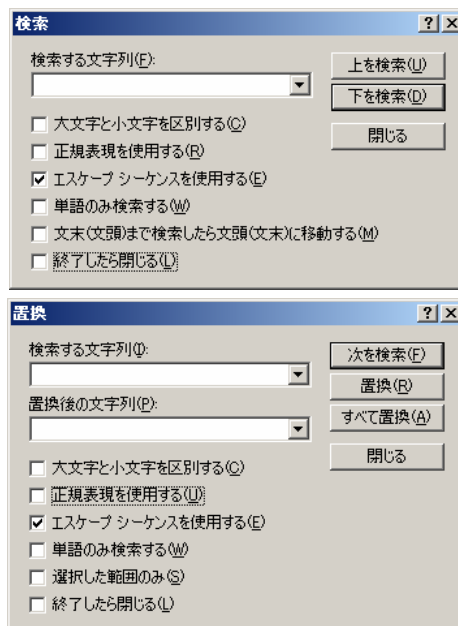 検索
検索する文字列(F):
上を検索(U)
下を検索(D)
閉じる
大文字と小文字を区別する(C)
正規表現を使用する(R)
エスケープ シーケンスを使用する(E)
単語のみ検索する(W)
文末(文頭)まで検索したら文頭(文末)に移動する(M)
終了したら閉じる(L)
置換
検索する文字列(I):
次を検索(F)
置換(R)
置換後の文字列(P):
すべて置換(A)
閉じる
大文字と小文字を区別する(C)
正規表現を使用する(U)
エスケープ シーケンスを使用する(E)
単語のみ検索する(W)
選択した範囲のみ(S)
終了したら閉じる(L)